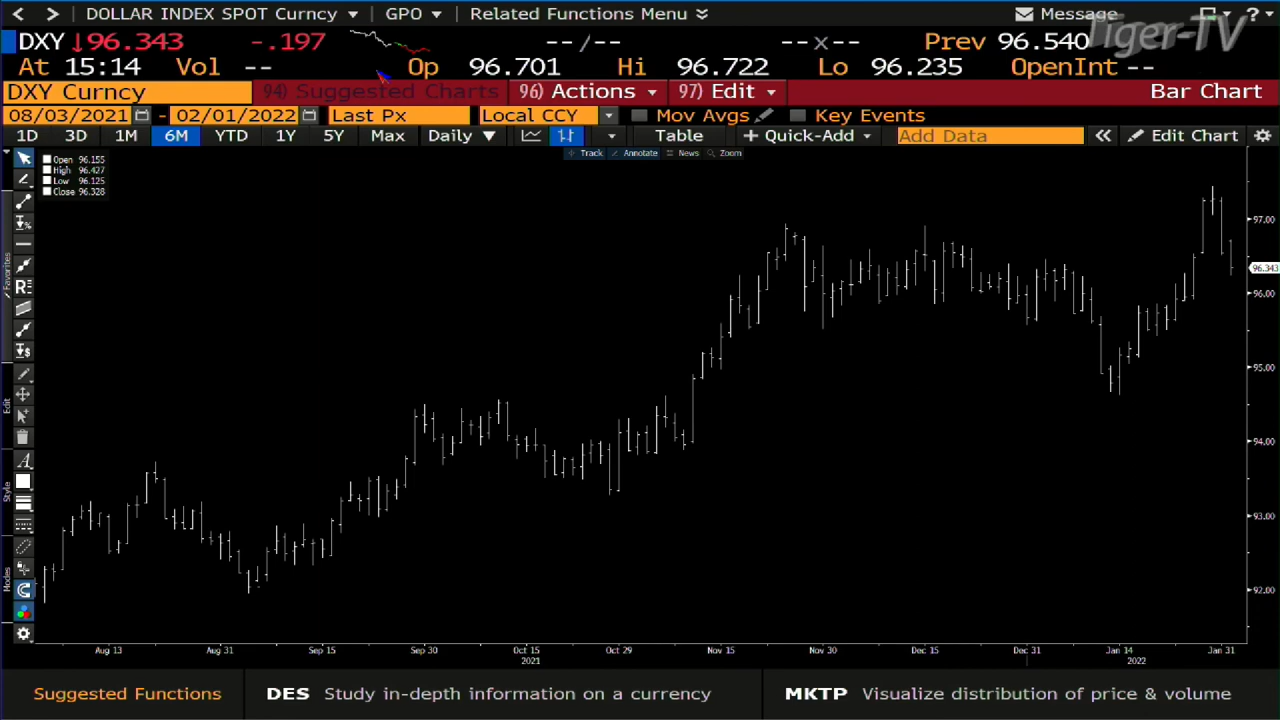 DOLLAR INDEX SPOT Curncy GPO Related Functions Menu Message ?
Tiger-TV
DXY ↓96.343 -.197 -- / -- -- x -- Prev 96.540
At 15:14 Vol -- Op 96.701 Hi 96.722 Lo 96.235 OpenInt --
DXY Curncy 94) Suggested Charts 96) Actions 97) Edit Bar Chart
08/03/2021 - 02/01/2022 Last Px Local CCY Mov Avgs Key Events
1D 3D 1M 6M YTD 1Y 5Y Max Daily Table + Quick-Add Add Data Edit Chart
Track Annotate News Zoom
Open 96.155
High 96.427
Low 96.125
Close 96.328
Favorites
Edit
Style
Modes
97.00
96.343
96.00
95.00
94.00
93.00
92.00
Aug 13 Aug 31 Sep 15 Sep 30 Oct 15 Oct 29 Nov 15 Nov 30 Dec 15 Dec 31 Jan 14 Jan 31
2021 2022
Suggested Functions DES Study in-depth information on a currency MKTP Visualize distribution of price & volume